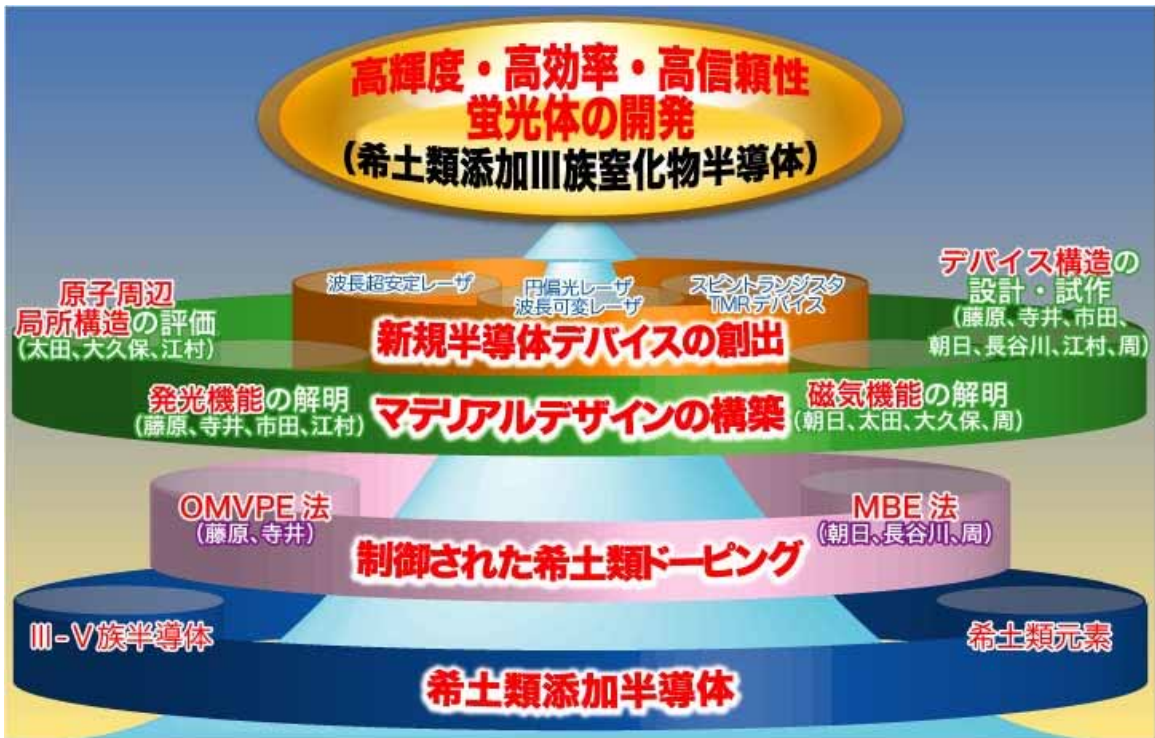 高輝度・高効率・高信頼性
蛍光体の開発
(希土類添加III族窒化物半導体)
波長超安定レーザ
円偏光レーザ
波長可変レーザ
スピントランジスタ
TMRデバイス
新規半導体デバイスの創出
原子周辺
局所構造の評価
(太田、大久保、江村)
デバイス構造の
設計・試作
(藤原、寺井、市田、
朝日、長谷川、江村、周)
発光機能の解明
(藤原、寺井、市田、江村)
マテリアルデザインの構築
磁気機能の解明
(朝日、太田、大久保、周)
OMVPE 法
(藤原、寺井)
MBE 法
(朝日、長谷川、周)
制御された希土類ドーピング
III-V族半導体
希土類元素
希土類添加半導体